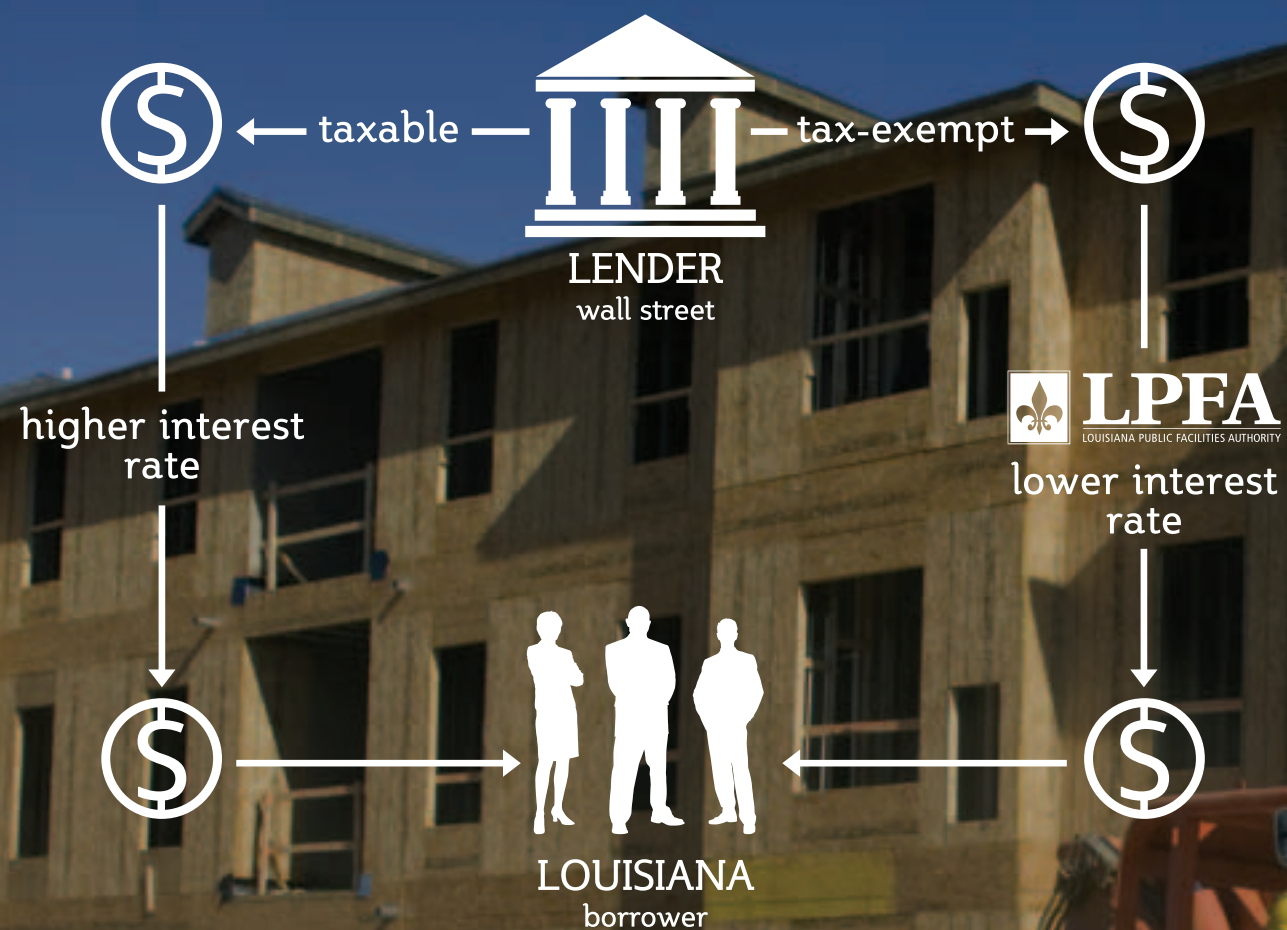 $
taxable
tax-exempt
$
LENDER
wall street
higher interest
rate
LPFA
LOUISIANA PUBLIC FACILITIES AUTHORITY
lower interest
rate
$
$
LOUISIANA
borrower